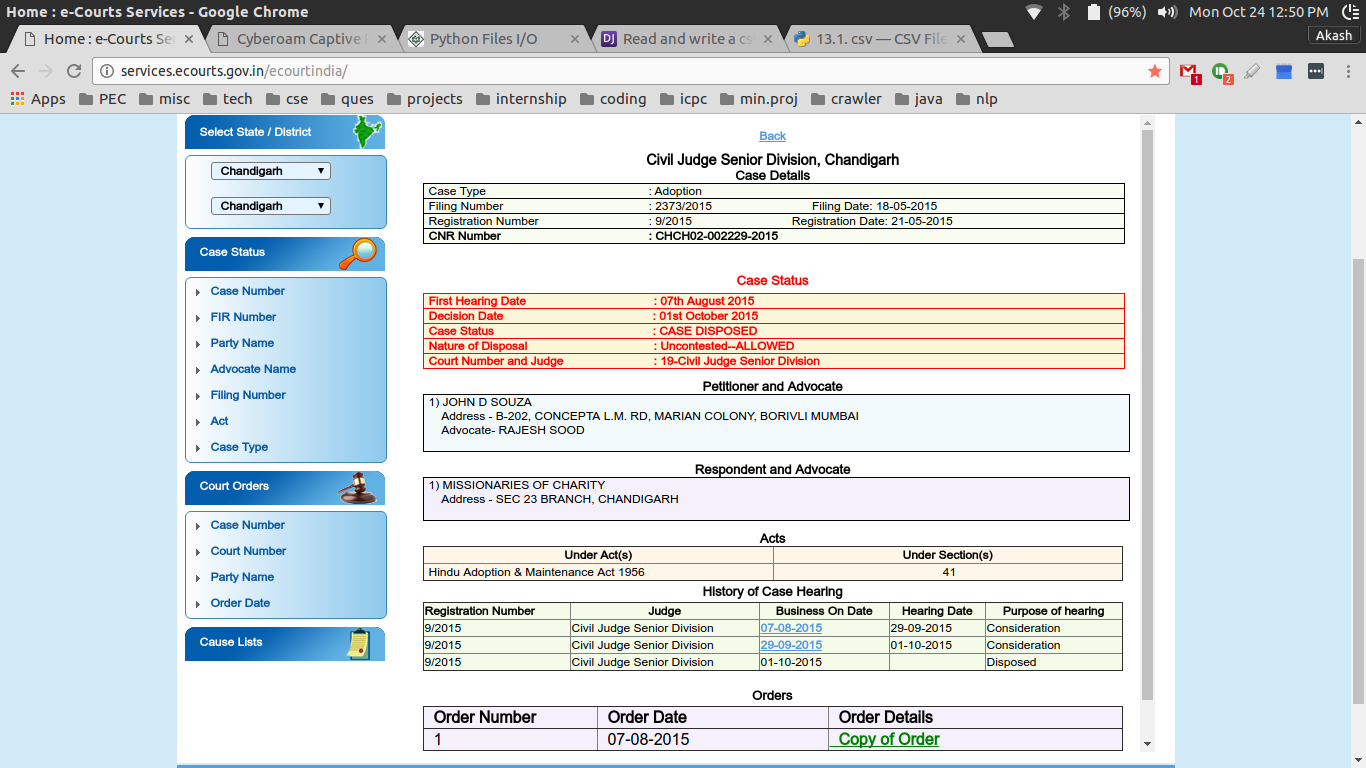 Home : e-Courts Services - Google Chrome (96%) Mon Oct 24 12:50 PM
Home : e-Courts Se × Cyberoam Captive × Python Files I/O × Read and write a cs × 13.1. csv — CSV File × Akash
services.ecourts.gov.in/ecourtindia/ 1 2
Apps PEC misc tech cse ques projects internship coding icpc min.proj crawler java nlp
Select State / District
Chandigarh
Chandigarh
Case Status
Case Number
FIR Number
Party Name
Advocate Name
Filing Number
Act
Case Type
Court Orders
Case Number
Court Number
Party Name
Order Date
Cause Lists
Back
Civil Judge Senior Division, Chandigarh
Case Details
Case Type : Adoption
Filing Number : 2373/2015 Filing Date: 18-05-2015
Registration Number : 9/2015 Registration Date: 21-05-2015
CNR Number : CHCH02-002229-2015
Case Status
First Hearing Date : 07th August 2015
Decision Date : 01st October 2015
Case Status : CASE DISPOSED
Nature of Disposal : Uncontested--ALLOWED
Court Number and Judge : 19-Civil Judge Senior Division
Petitioner and Advocate
1) JOHN D SOUZA
Address - B-202, CONCEPTA L.M. RD, MARIAN COLONY, BORIVLI MUMBAI
Advocate- RAJESH SOOD
Respondent and Advocate
1) MISSIONARIES OF CHARITY
Address - SEC 23 BRANCH, CHANDIGARH
Acts
Under Act(s) Under Section(s)
Hindu Adoption & Maintenance Act 1956 41
History of Case Hearing
Registration Number Judge Business On Date Hearing Date Purpose of hearing
9/2015 Civil Judge Senior Division 07-08-2015 29-09-2015 Consideration
9/2015 Civil Judge Senior Division 29-09-2015 01-10-2015 Consideration
9/2015 Civil Judge Senior Division 01-10-2015 Disposed
Orders
Order Number Order Date Order Details
1 07-08-2015 Copy of Order